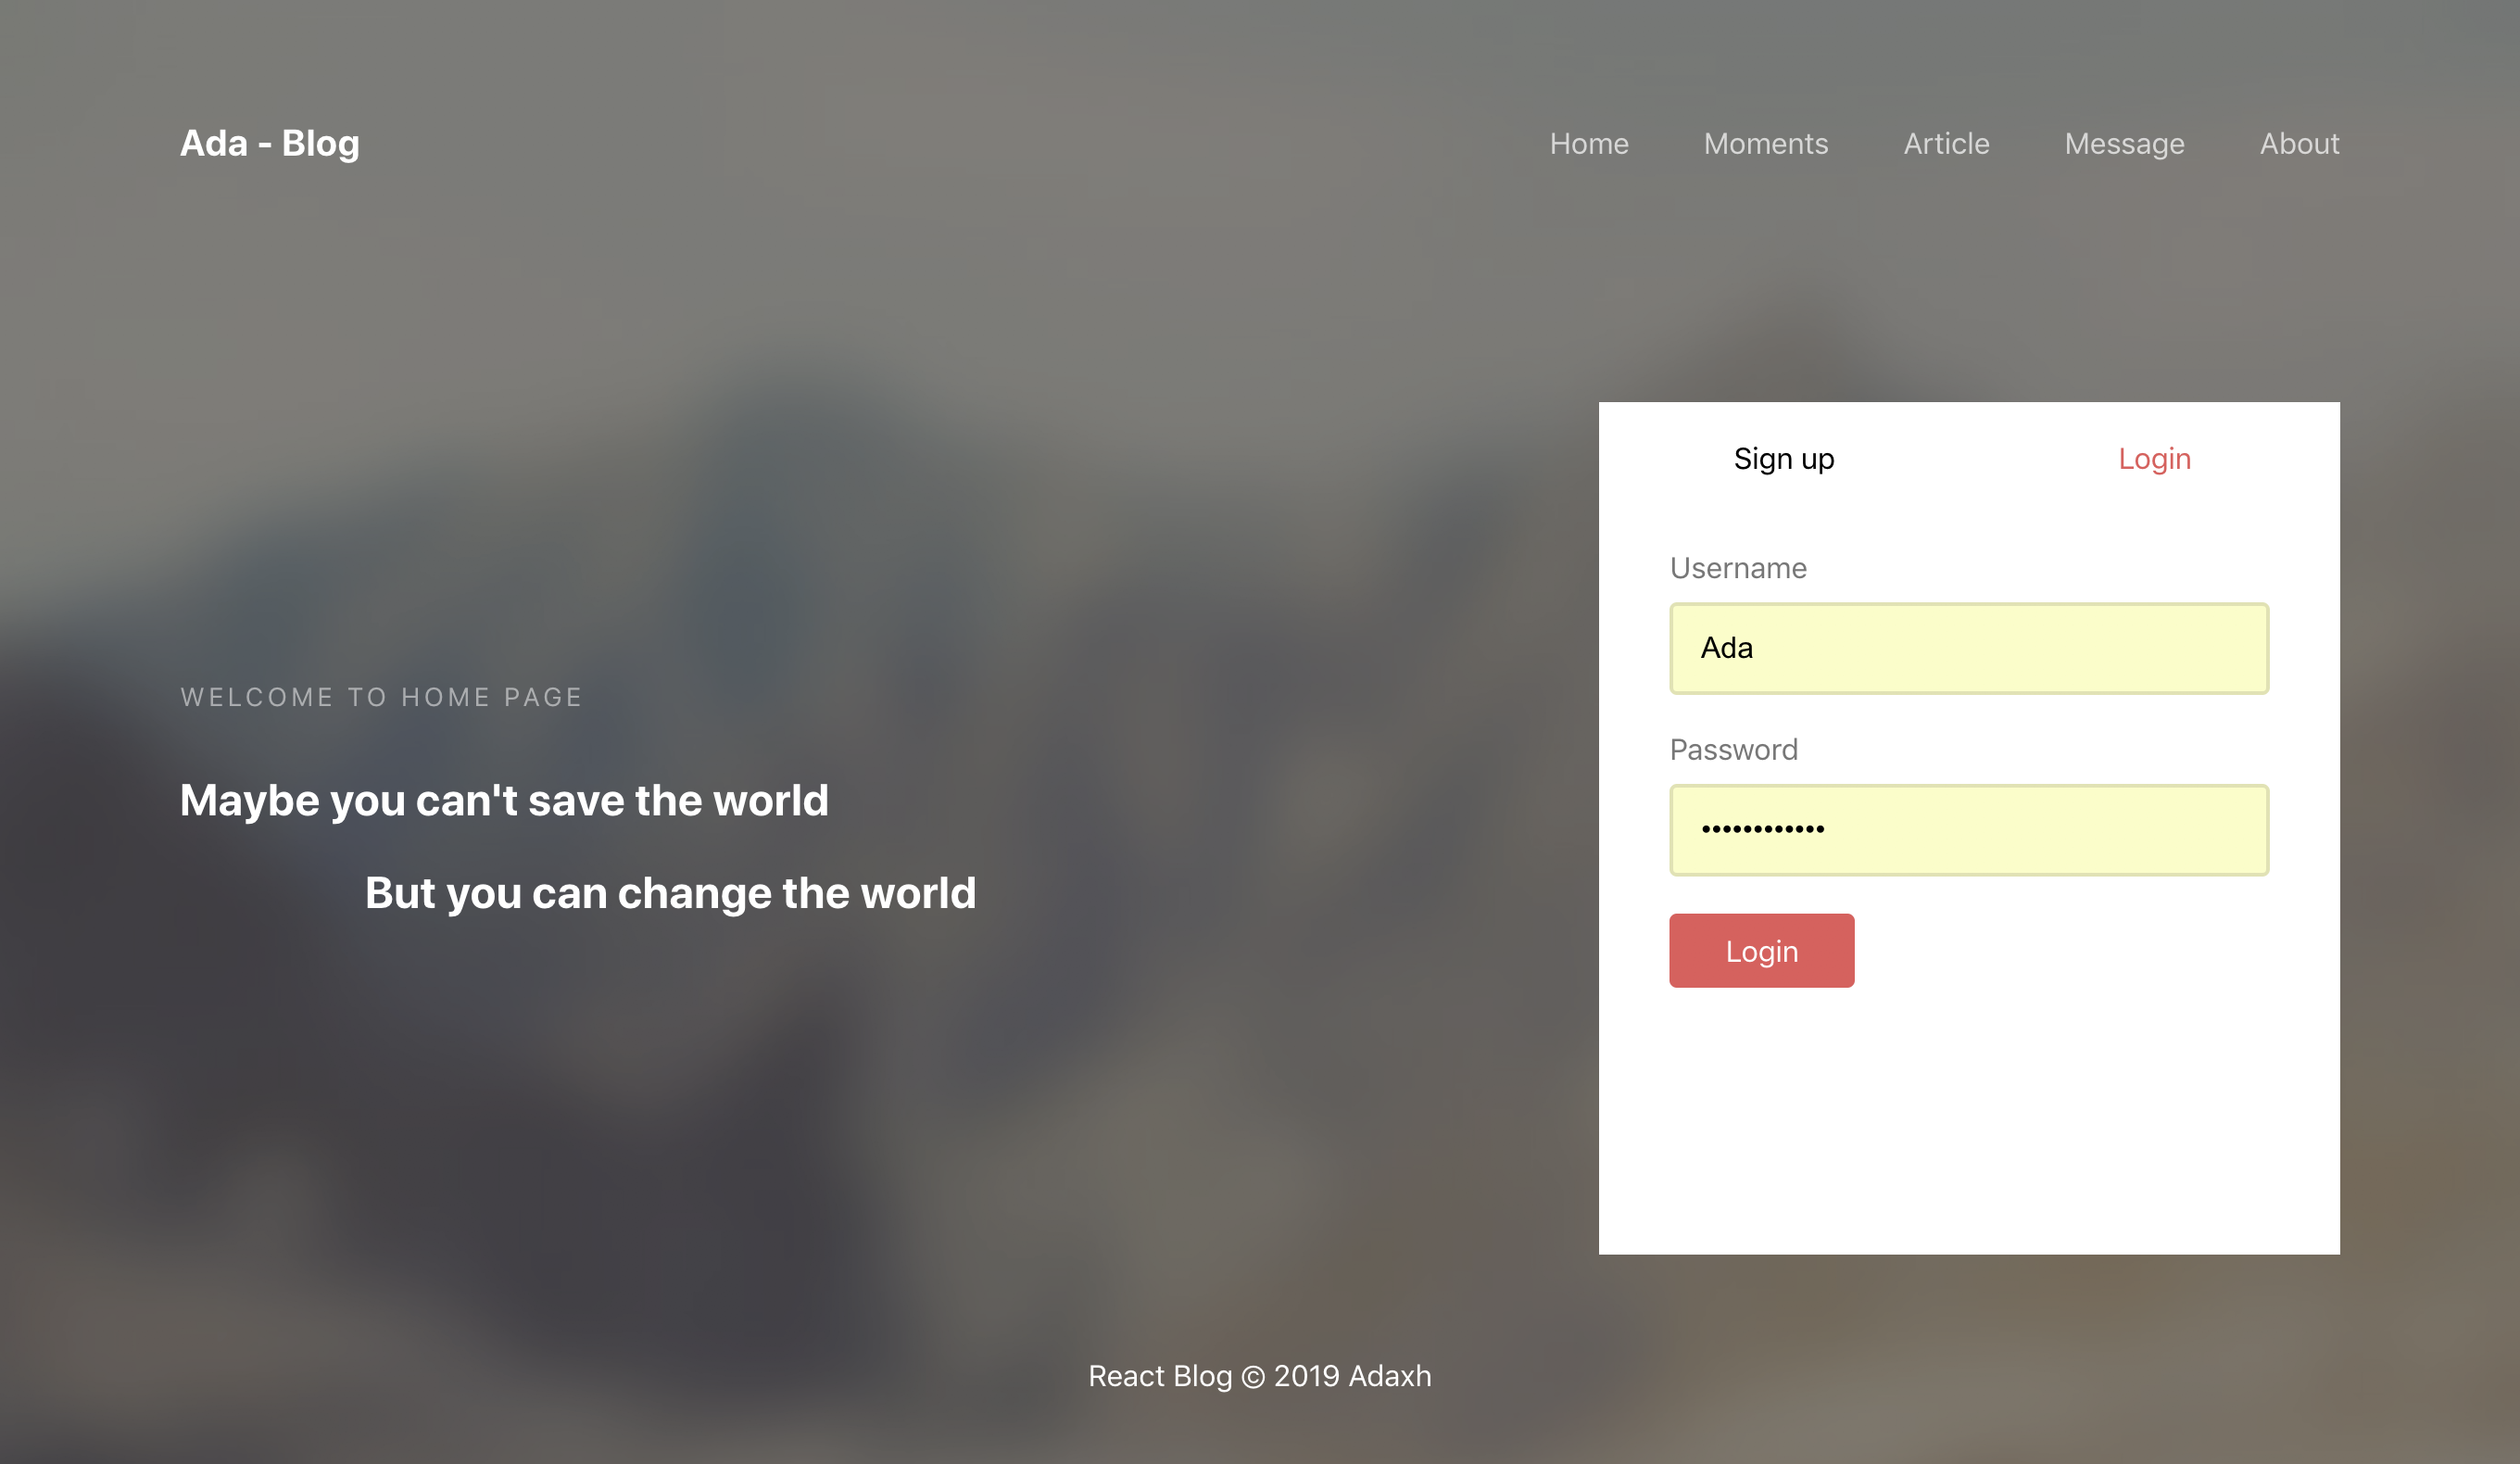 Ada - Blog
Home Moments Article Message About
Sign up Login
Username
Ada
Password
••••••••••••
Login
WELCOME TO HOME PAGE
Maybe you can't save the world
But you can change the world
React Blog © 2019 Adaxh